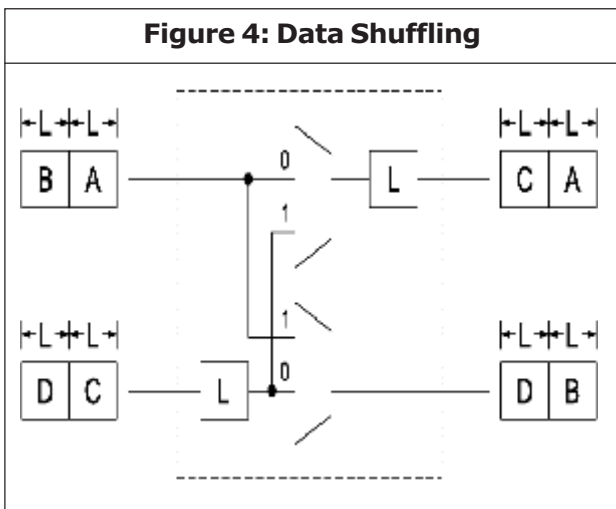 Figure 4: Data Shuffling
L L
L L
B A
0
L
C A
1
L L
L L
1
D C
L
0
D B